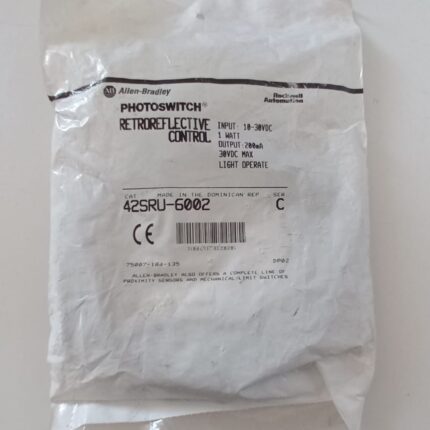 AB Allen-Bradley
Rockwell Automation
PHOTOSWITCH®
RETROREFLECTIVE CONTROL
INPUT: 10-30VDC
1 WATT
OUTPUT: 200mA
30VDC MAX
LIGHT OPERATE
CAT MADE IN THE DOMINICAN REP SER
42SRU-6002 C
CE
75007-184-135 DP02
ALLEN-BRADLEY ALSO OFFERS A COMPLETE LINE OF
PROXIMITY SENSORS AND MECHANICAL LIMIT SWITCHES